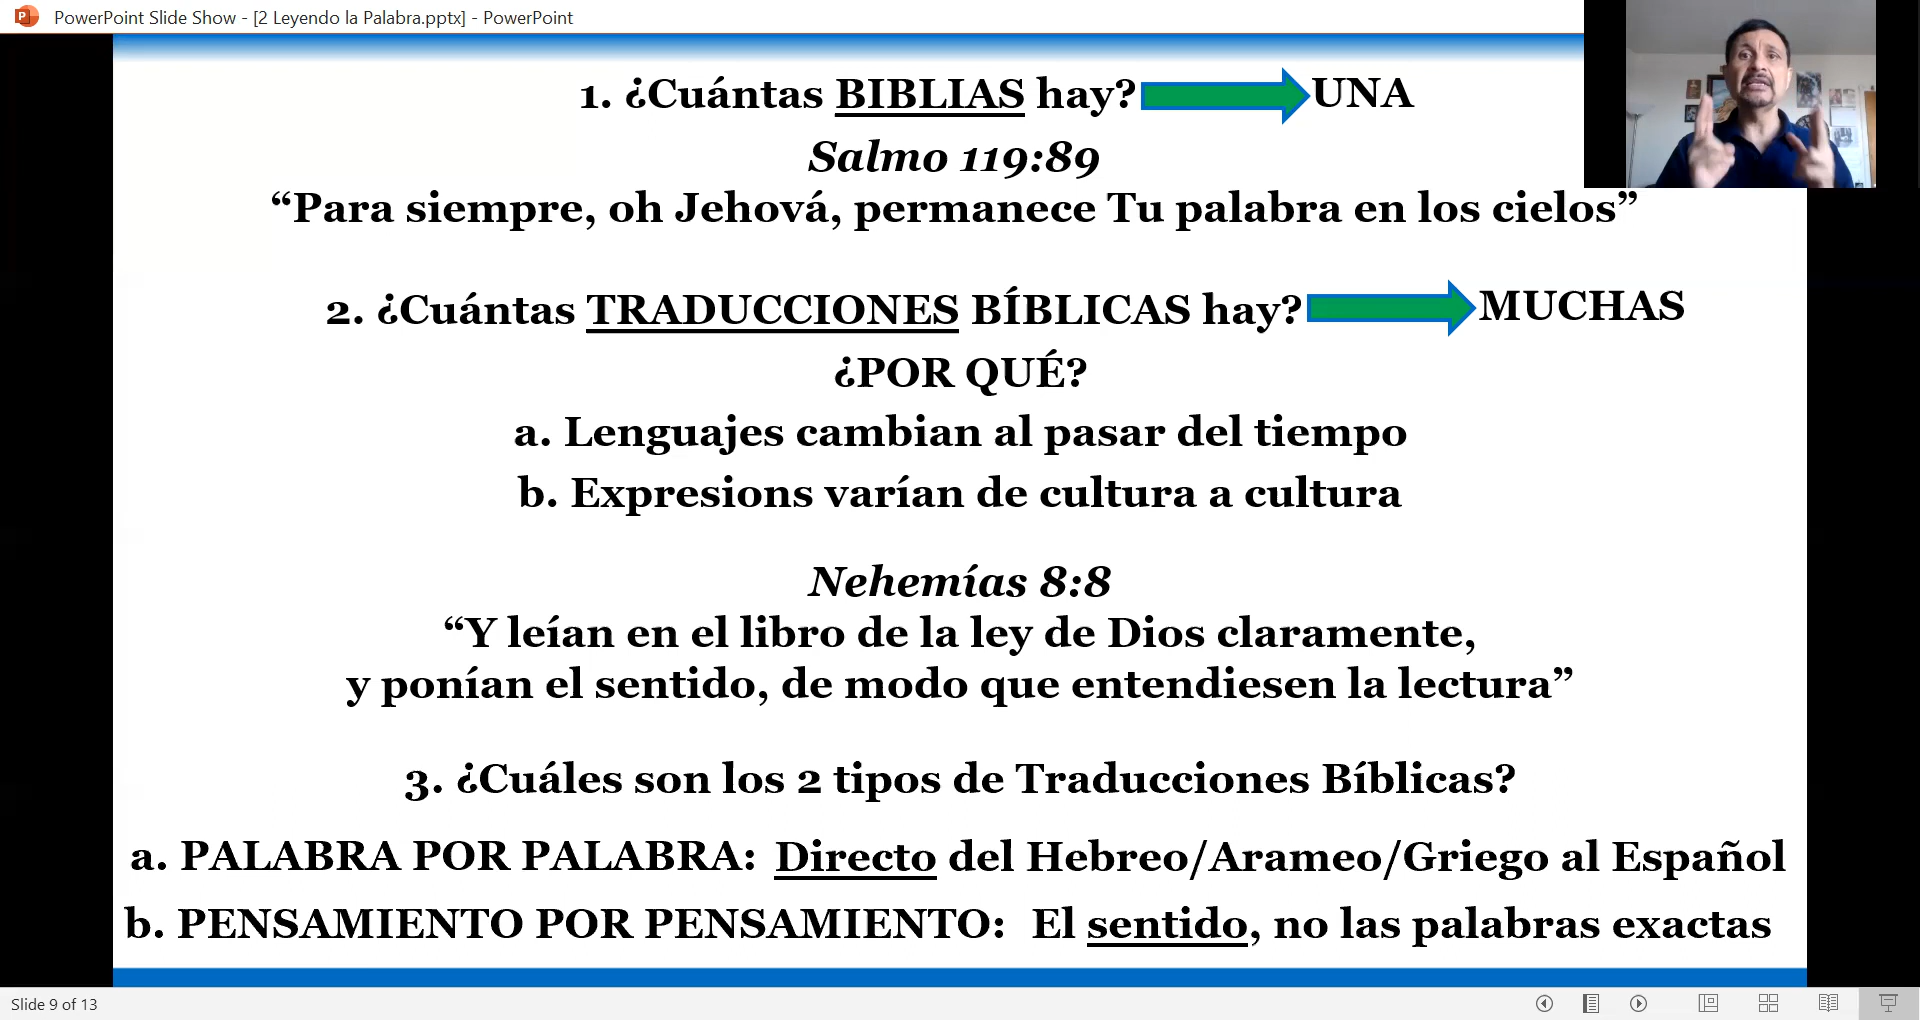 PowerPoint Slide Show - [2 Leyendo la Palabra.pptx] - PowerPoint
1. ¿Cuántas BIBLIAS hay? UNA
Salmo 119:89
“Para siempre, oh Jehová, permanece Tu palabra en los cielos”
2. ¿Cuántas TRADUCCIONES BÍBLICAS hay? MUCHAS
¿POR QUÉ?
a. Lenguajes cambian al pasar del tiempo
b. Expresions varían de cultura a cultura
Nehemías 8:8
“Y leían en el libro de la ley de Dios claramente,
y ponían el sentido, de modo que entendiesen la lectura”
3. ¿Cuáles son los 2 tipos de Traducciones Bíblicas?
a. PALABRA POR PALABRA: Directo del Hebreo/Arameo/Griego al Español
b. PENSAMIENTO POR PENSAMIENTO: El sentido, no las palabras exactas
Slide 9 of 13